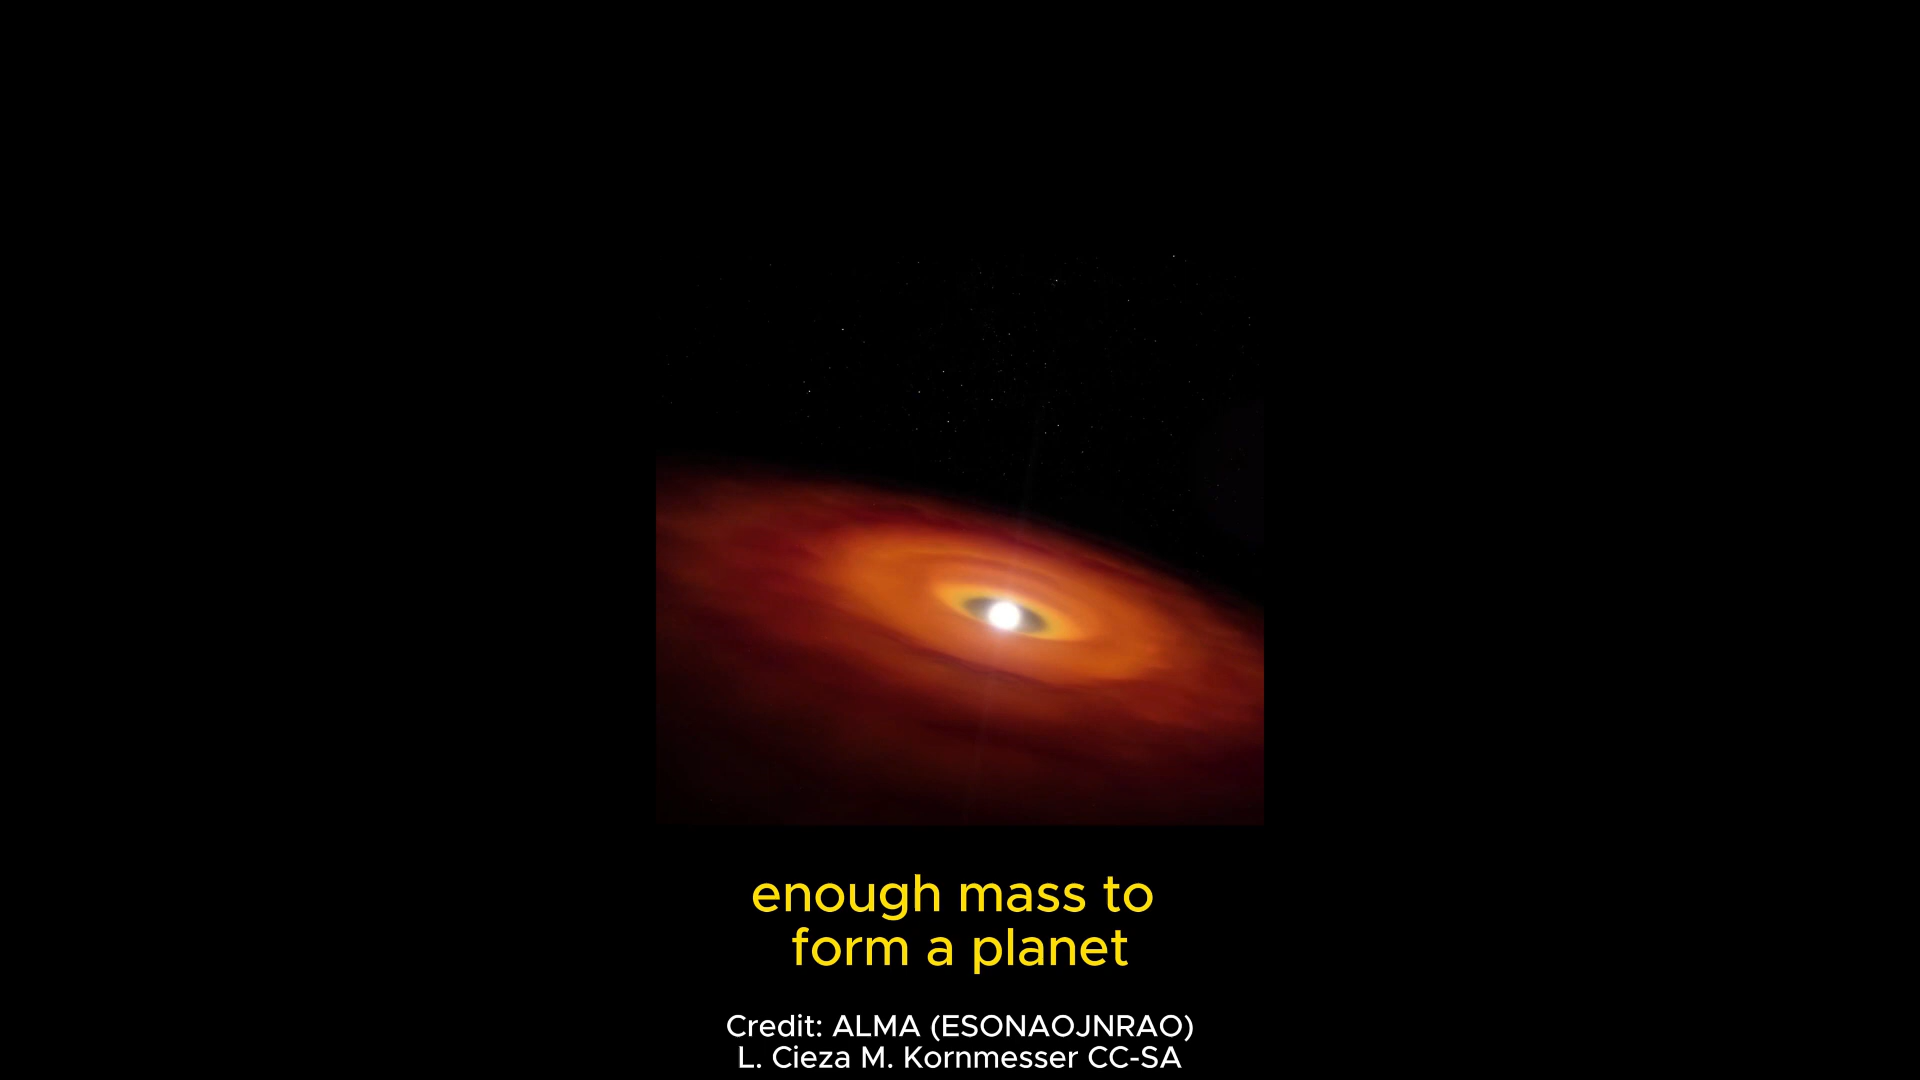 enough mass to
form a planet
Credit: ALMA (ESONAOJNRAO)
L. Cieza M. Kornmesser CC-SA